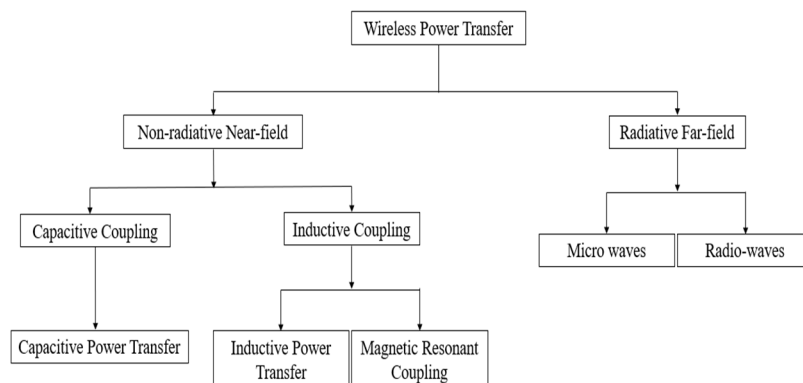 Wireless Power Transfer
Non-radiative Near-field
Radiative Far-field
Capacitive Coupling
Inductive Coupling
Micro waves
Radio-waves
Capacitive Power Transfer
Inductive Power
Transfer
Magnetic Resonant
Coupling